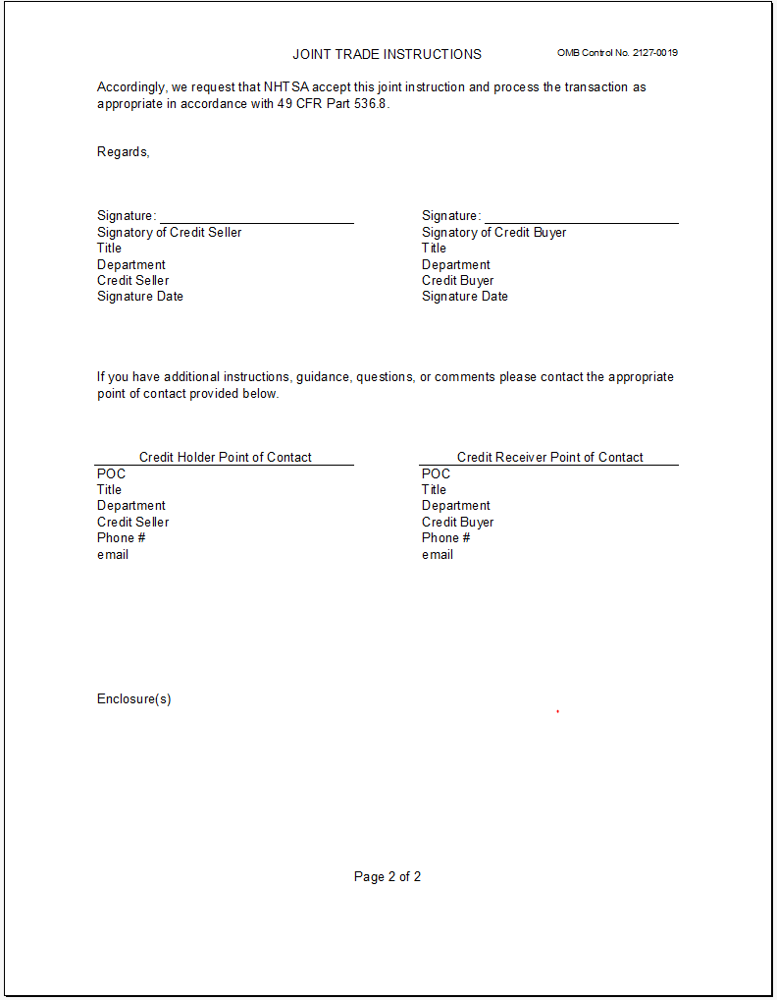 JOINT TRADE INSTRUCTIONS
OMB Control No. 2127-0019
Accordingly, we request that NHTSA accept this joint instruction and process the transaction as
appropriate in accordance with 49 CFR Part 536.8.
Regards,
Signature:
Signatory of Credit Seller
Title
Department
Credit Seller
Signature Date
Signature:
Signatory of Credit Buyer
Title
Department
Credit Buyer
Signature Date
If you have additional instructions, guidance, questions, or comments please contact the appropriate
point of contact provided below.
Credit Holder Point of Contact
POC
Title
Department
Credit Seller
Phone #
email
Credit Receiver Point of Contact
POC
Title
Department
Credit Buyer
Phone #
email
Enclosure(s)
Page 2 of 2